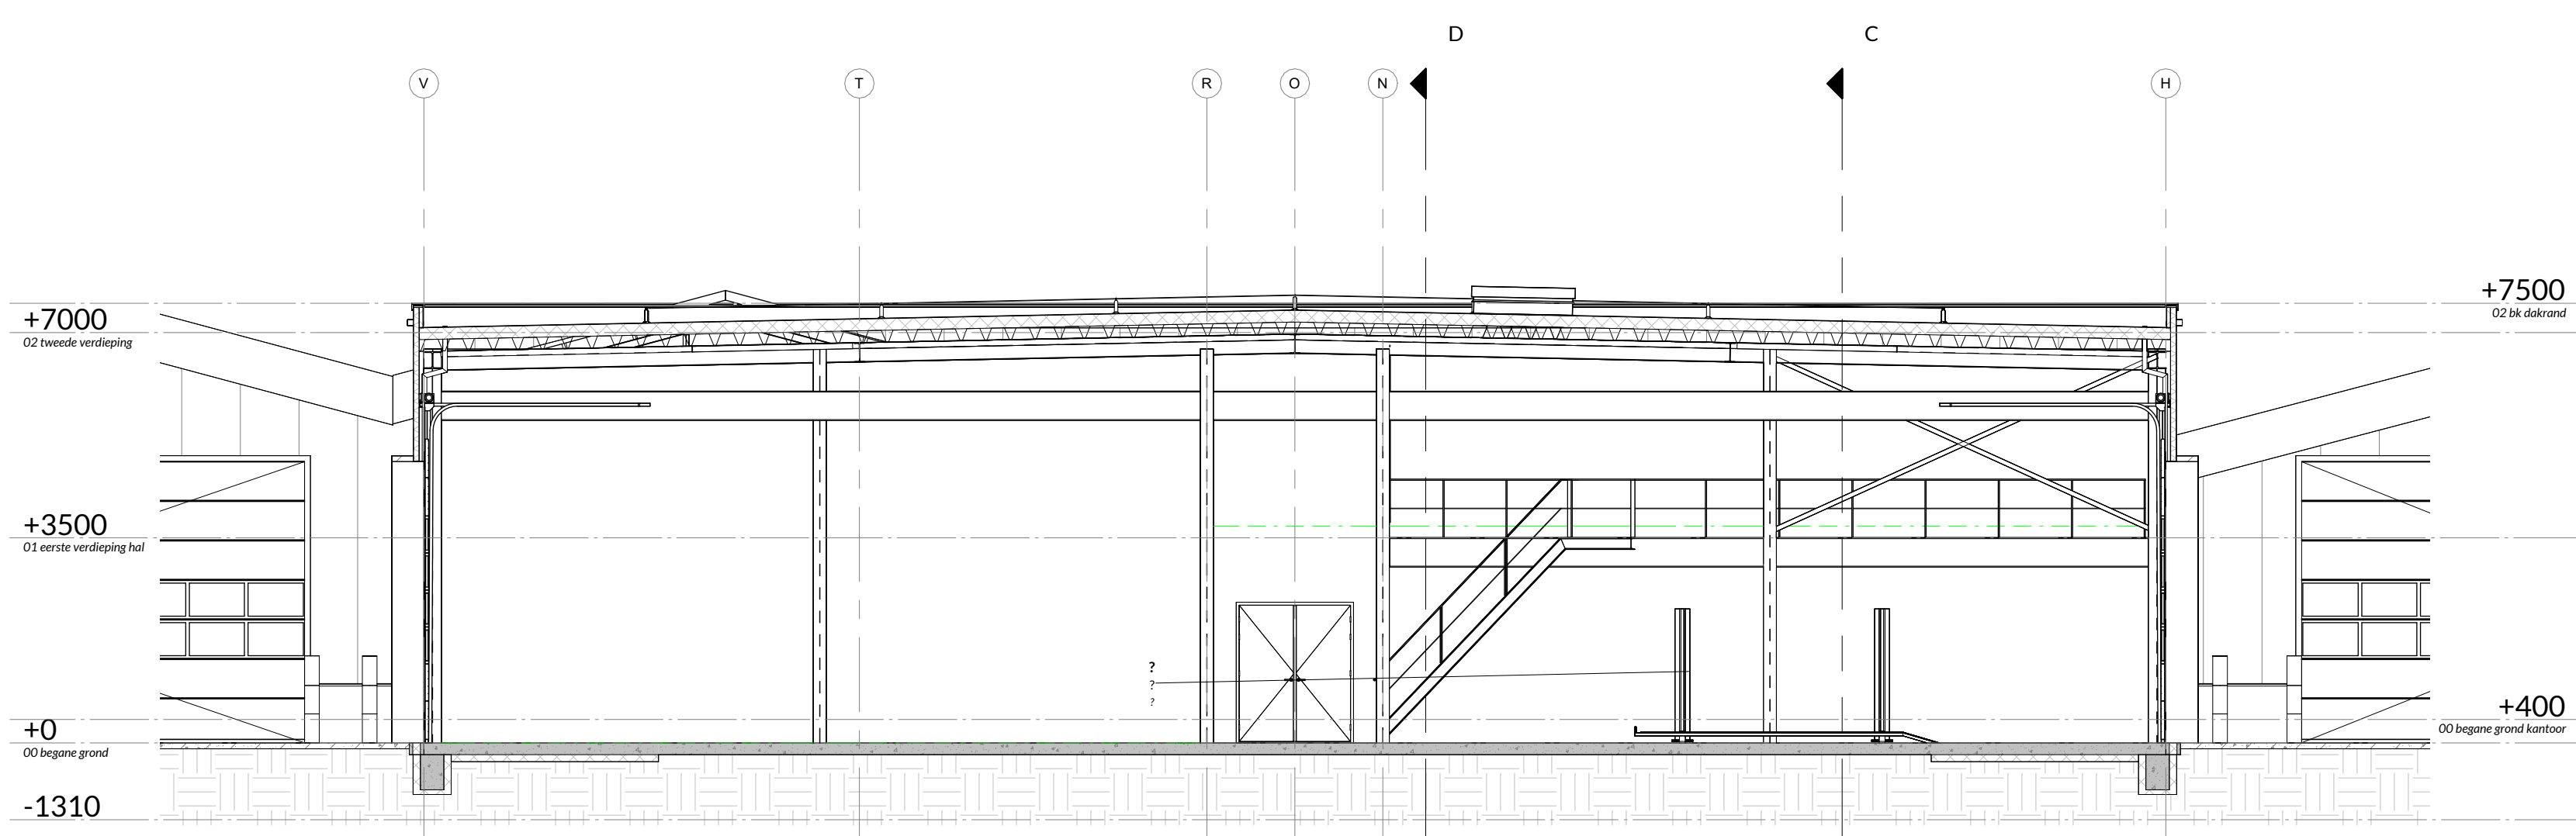 D
C
V
T
R
O
N
H
+7500
02 bk dakrand
+7000
02 tweede verdieping
+3500
01 eerste verdieping hal
?
?
?
+400
00 begane grond kantoor
+0
00 begane grond
-1310